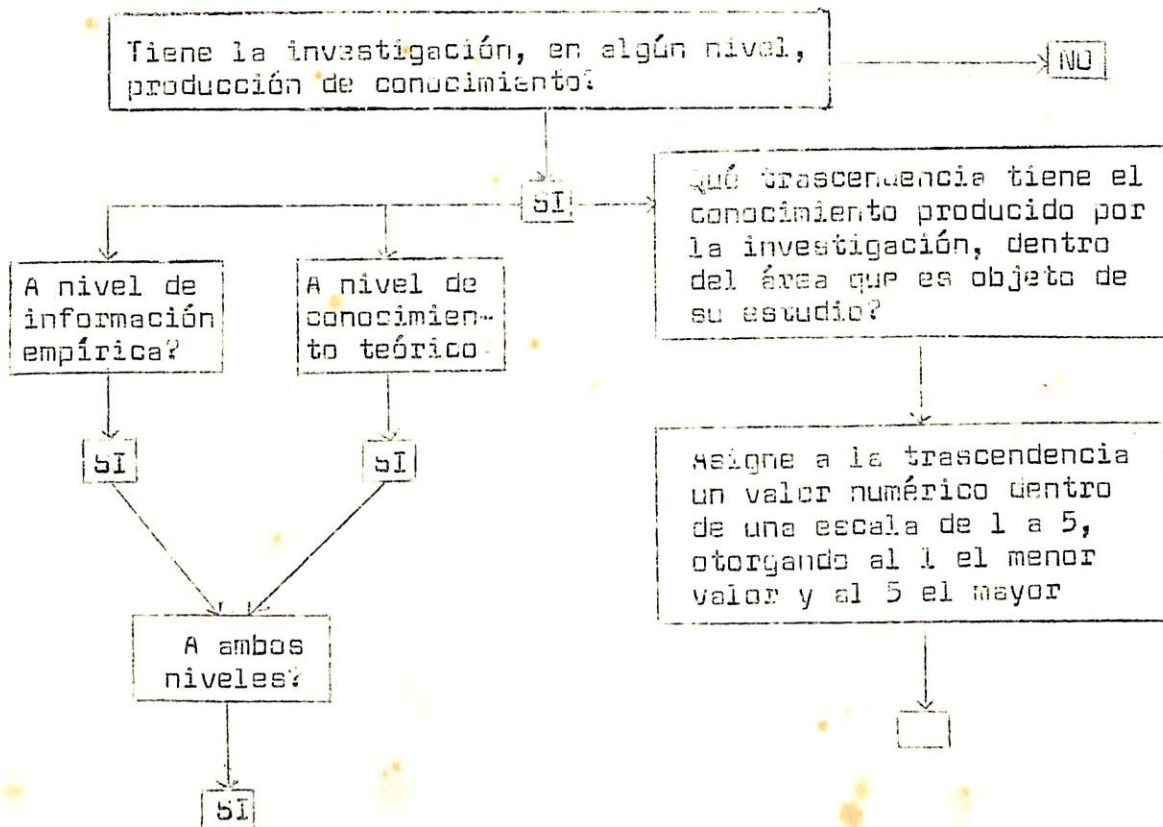 Tiene la investigación, en algún nivel,
producción de conocimiento?
NO
SI
Qué trascendencia tiene el
conocimiento producido por
la investigación, dentro
del área que es objeto de
su estudio?
A nivel de
información
empírica?
A nivel de
conocimien-
to teórico?
SI
SI
Asigne a la trascendencia
un valor numérico dentro
de una escala de 1 a 5,
otorgando al 1 el menor
valor y al 5 el mayor
A ambos
niveles?
SI